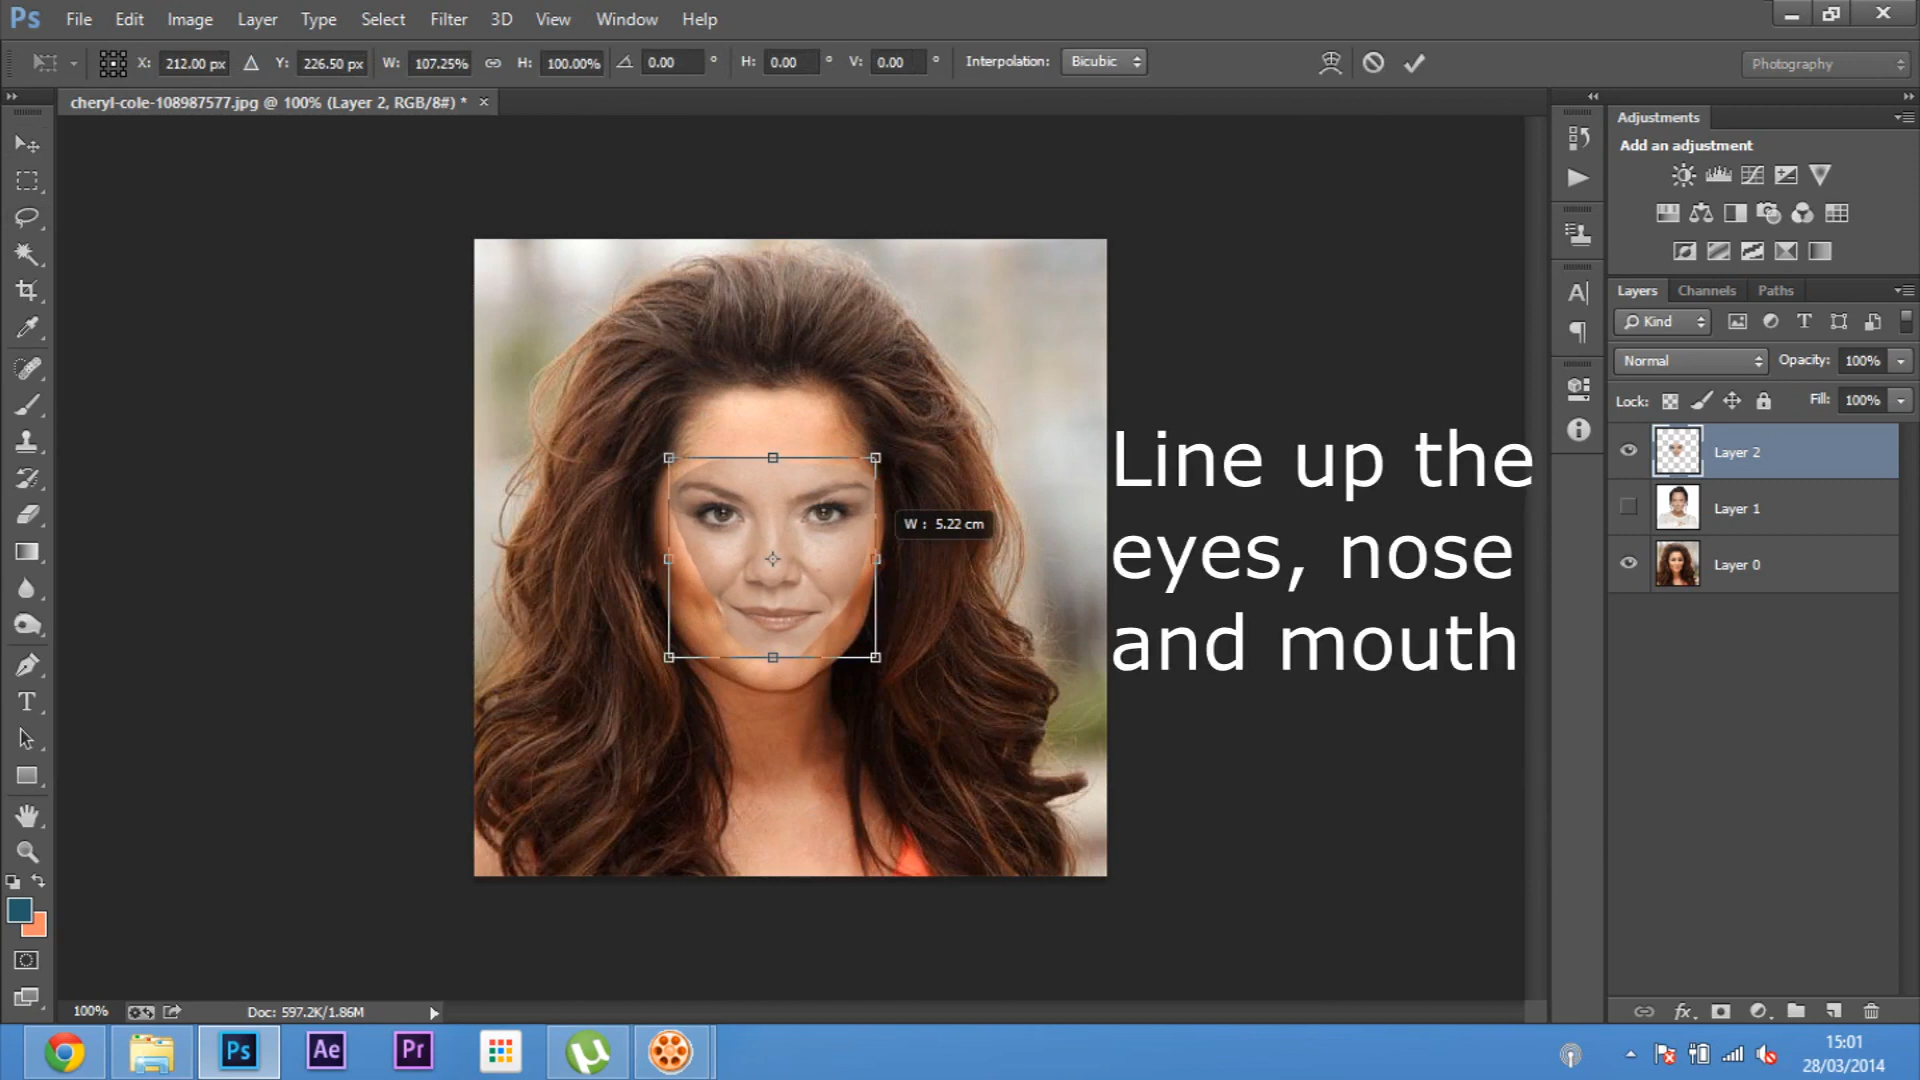 Ps File Edit Image Layer Type Select Filter 3D View Window Help
X: 212.00 px Y: 226.50 px W: 107.25% H: 100.00% 0.00 ° H: 0.00 ° V: 0.00 ° Interpolation: Bicubic Photography
cheryl-cole-108987577.jpg @ 100% (Layer 2, RGB/8#) * ×
Adjustments
Add an adjustment
Layers Channels Paths
Kind
Normal Opacity: 100%
Lock: Fill: 100%
Layer 2
Layer 1
Layer 0
W : 5.22 cm
Line up the
eyes, nose
and mouth
100% Doc: 597.2K/1.86M
Ps Ae Pr
15:01
28/03/2014